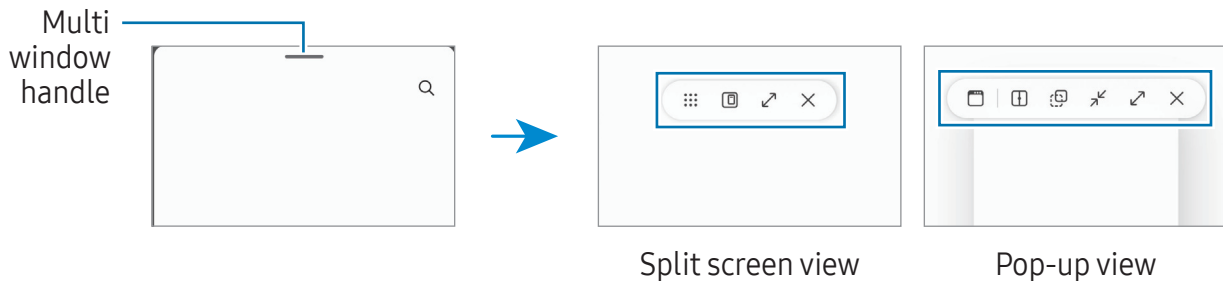 Multi
window
handle
Split screen view
Pop-up view